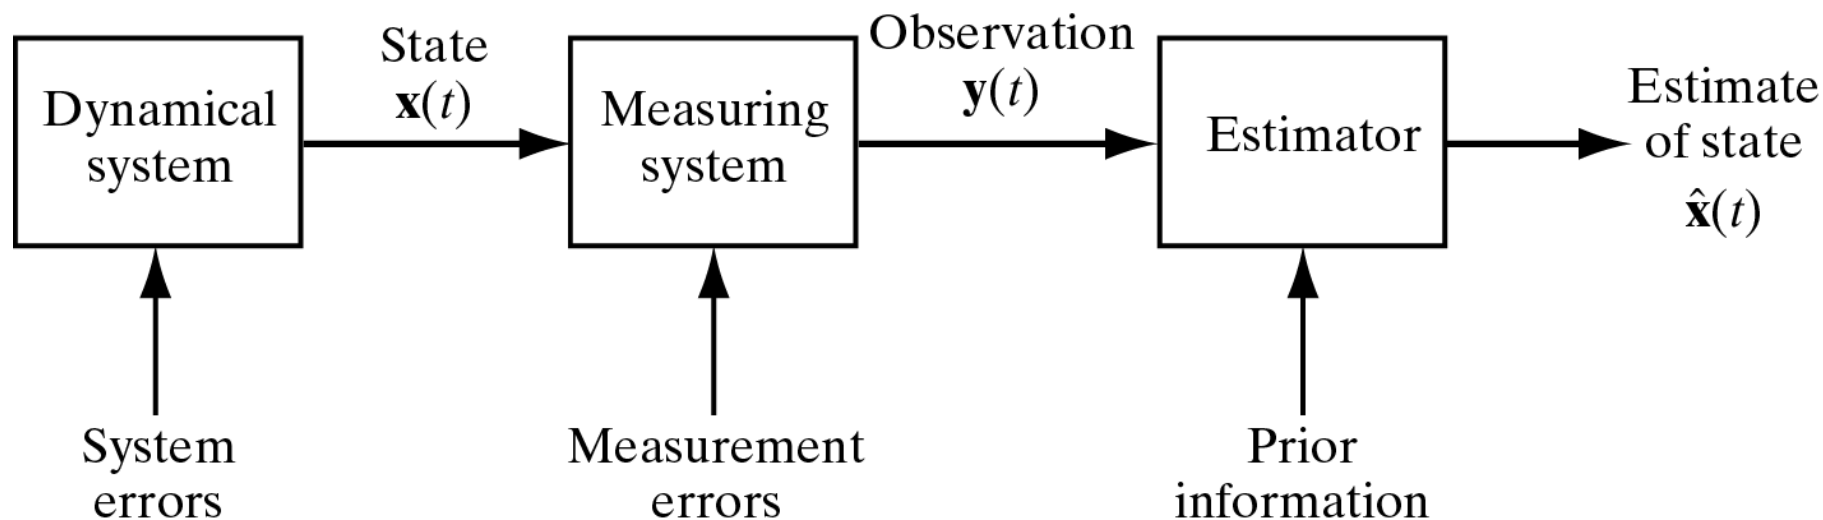 Dynamical
system
State
x(t)
Measuring
system
Observation
y(t)
Estimator
Estimate
of state
x̂(t)
System
errors
Measurement
errors
Prior
information